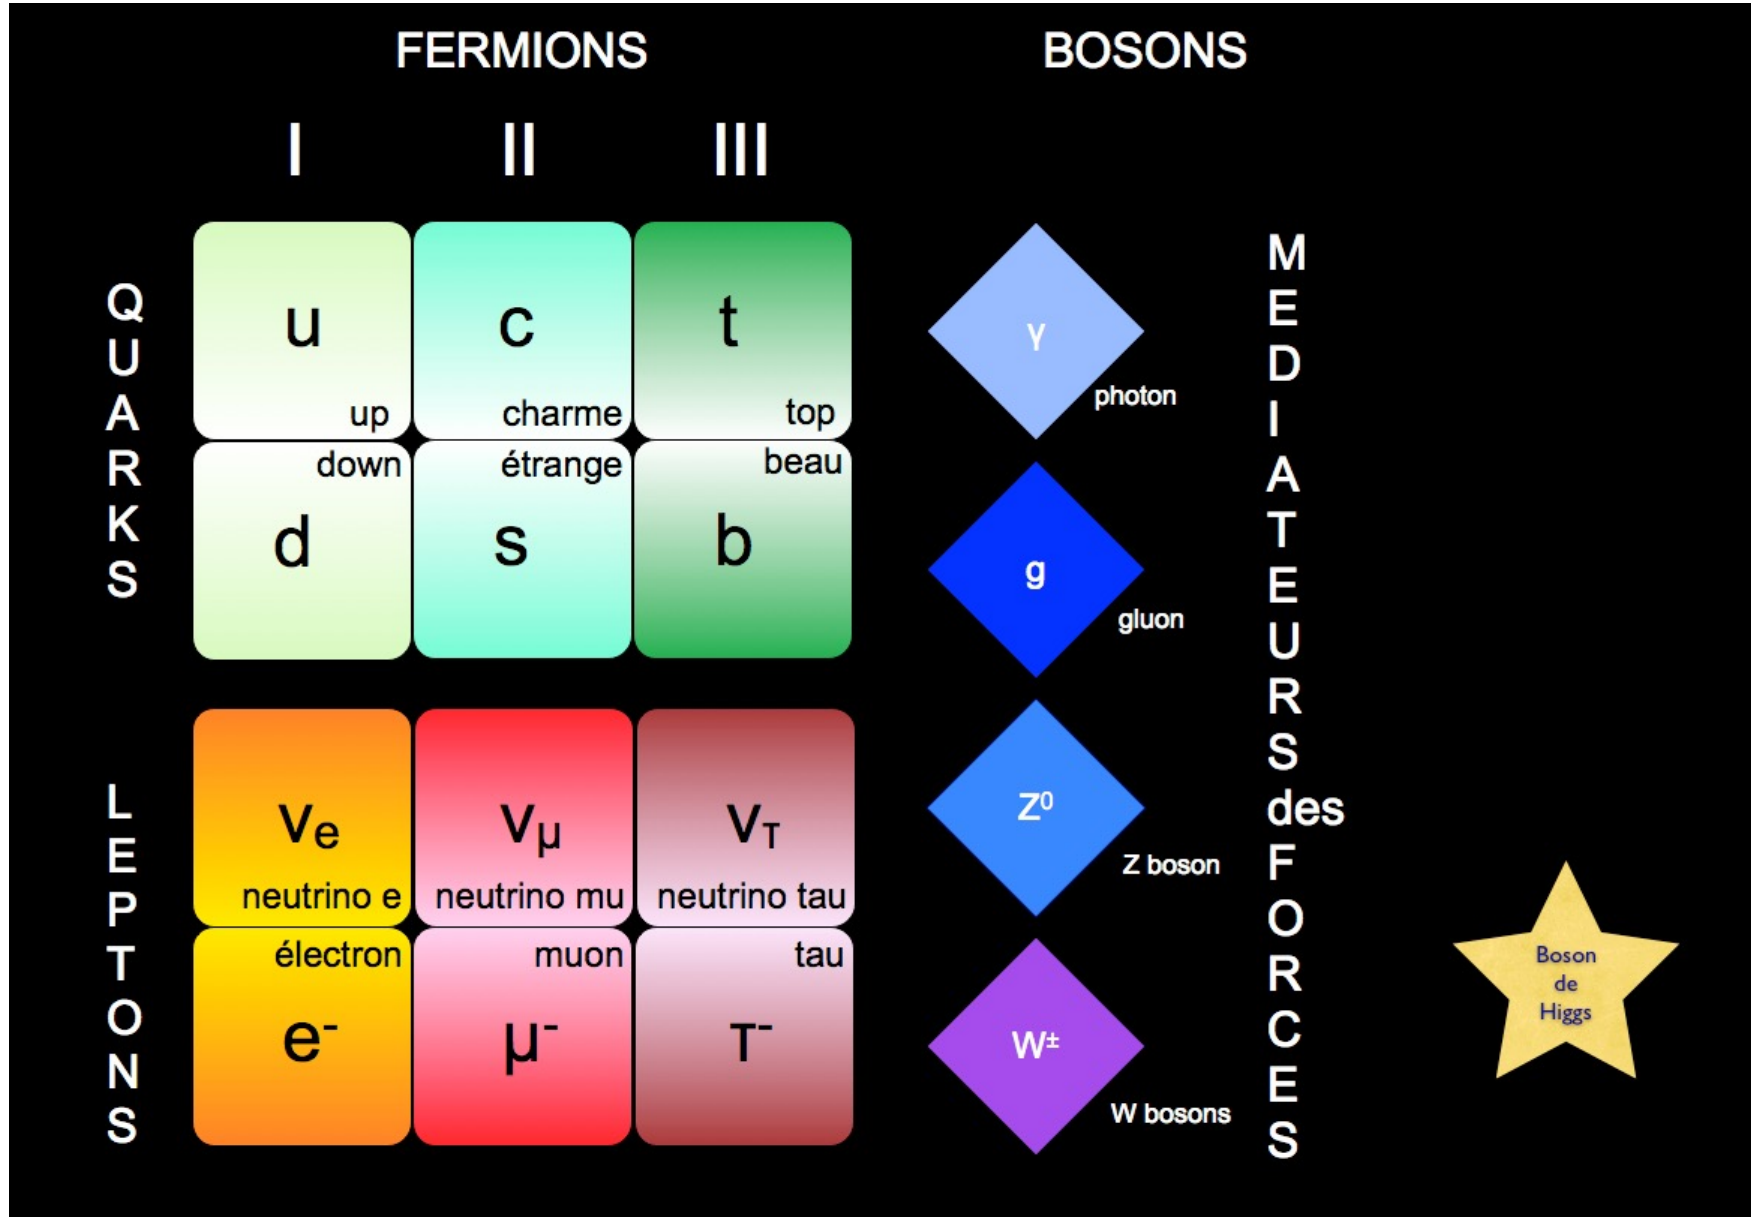 FERMIONS
BOSONS
I II III
QUARKS
u
up
c
charme
t
top
down
d
étrange
s
beau
b
LEPTONS
νe
neutrino e
νμ
neutrino mu
ντ
neutrino tau
électron
e-
muon
μ-
tau
τ-
γ
photon
g
gluon
Z⁰
Z boson
W±
W bosons
MEDIATEURS des FORCES
Boson
de
Higgs